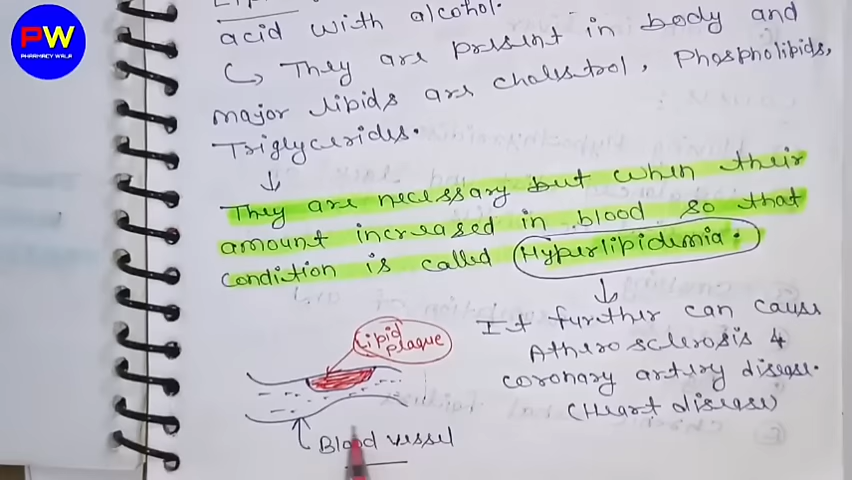 PW
PHARMACY WALA
acid with alcohol.
↳ They are present in body and
major lipids are cholestrol, Phospholipids,
Triglycerides.
↓
They are necessary but when their
amount increased in blood so that
condition is called Hyperlipidemia.
↓
It further can cause
Atherosclerosis &
coronary artery disease.
(Heart disease)
Lipid
plaque
Blood vessel